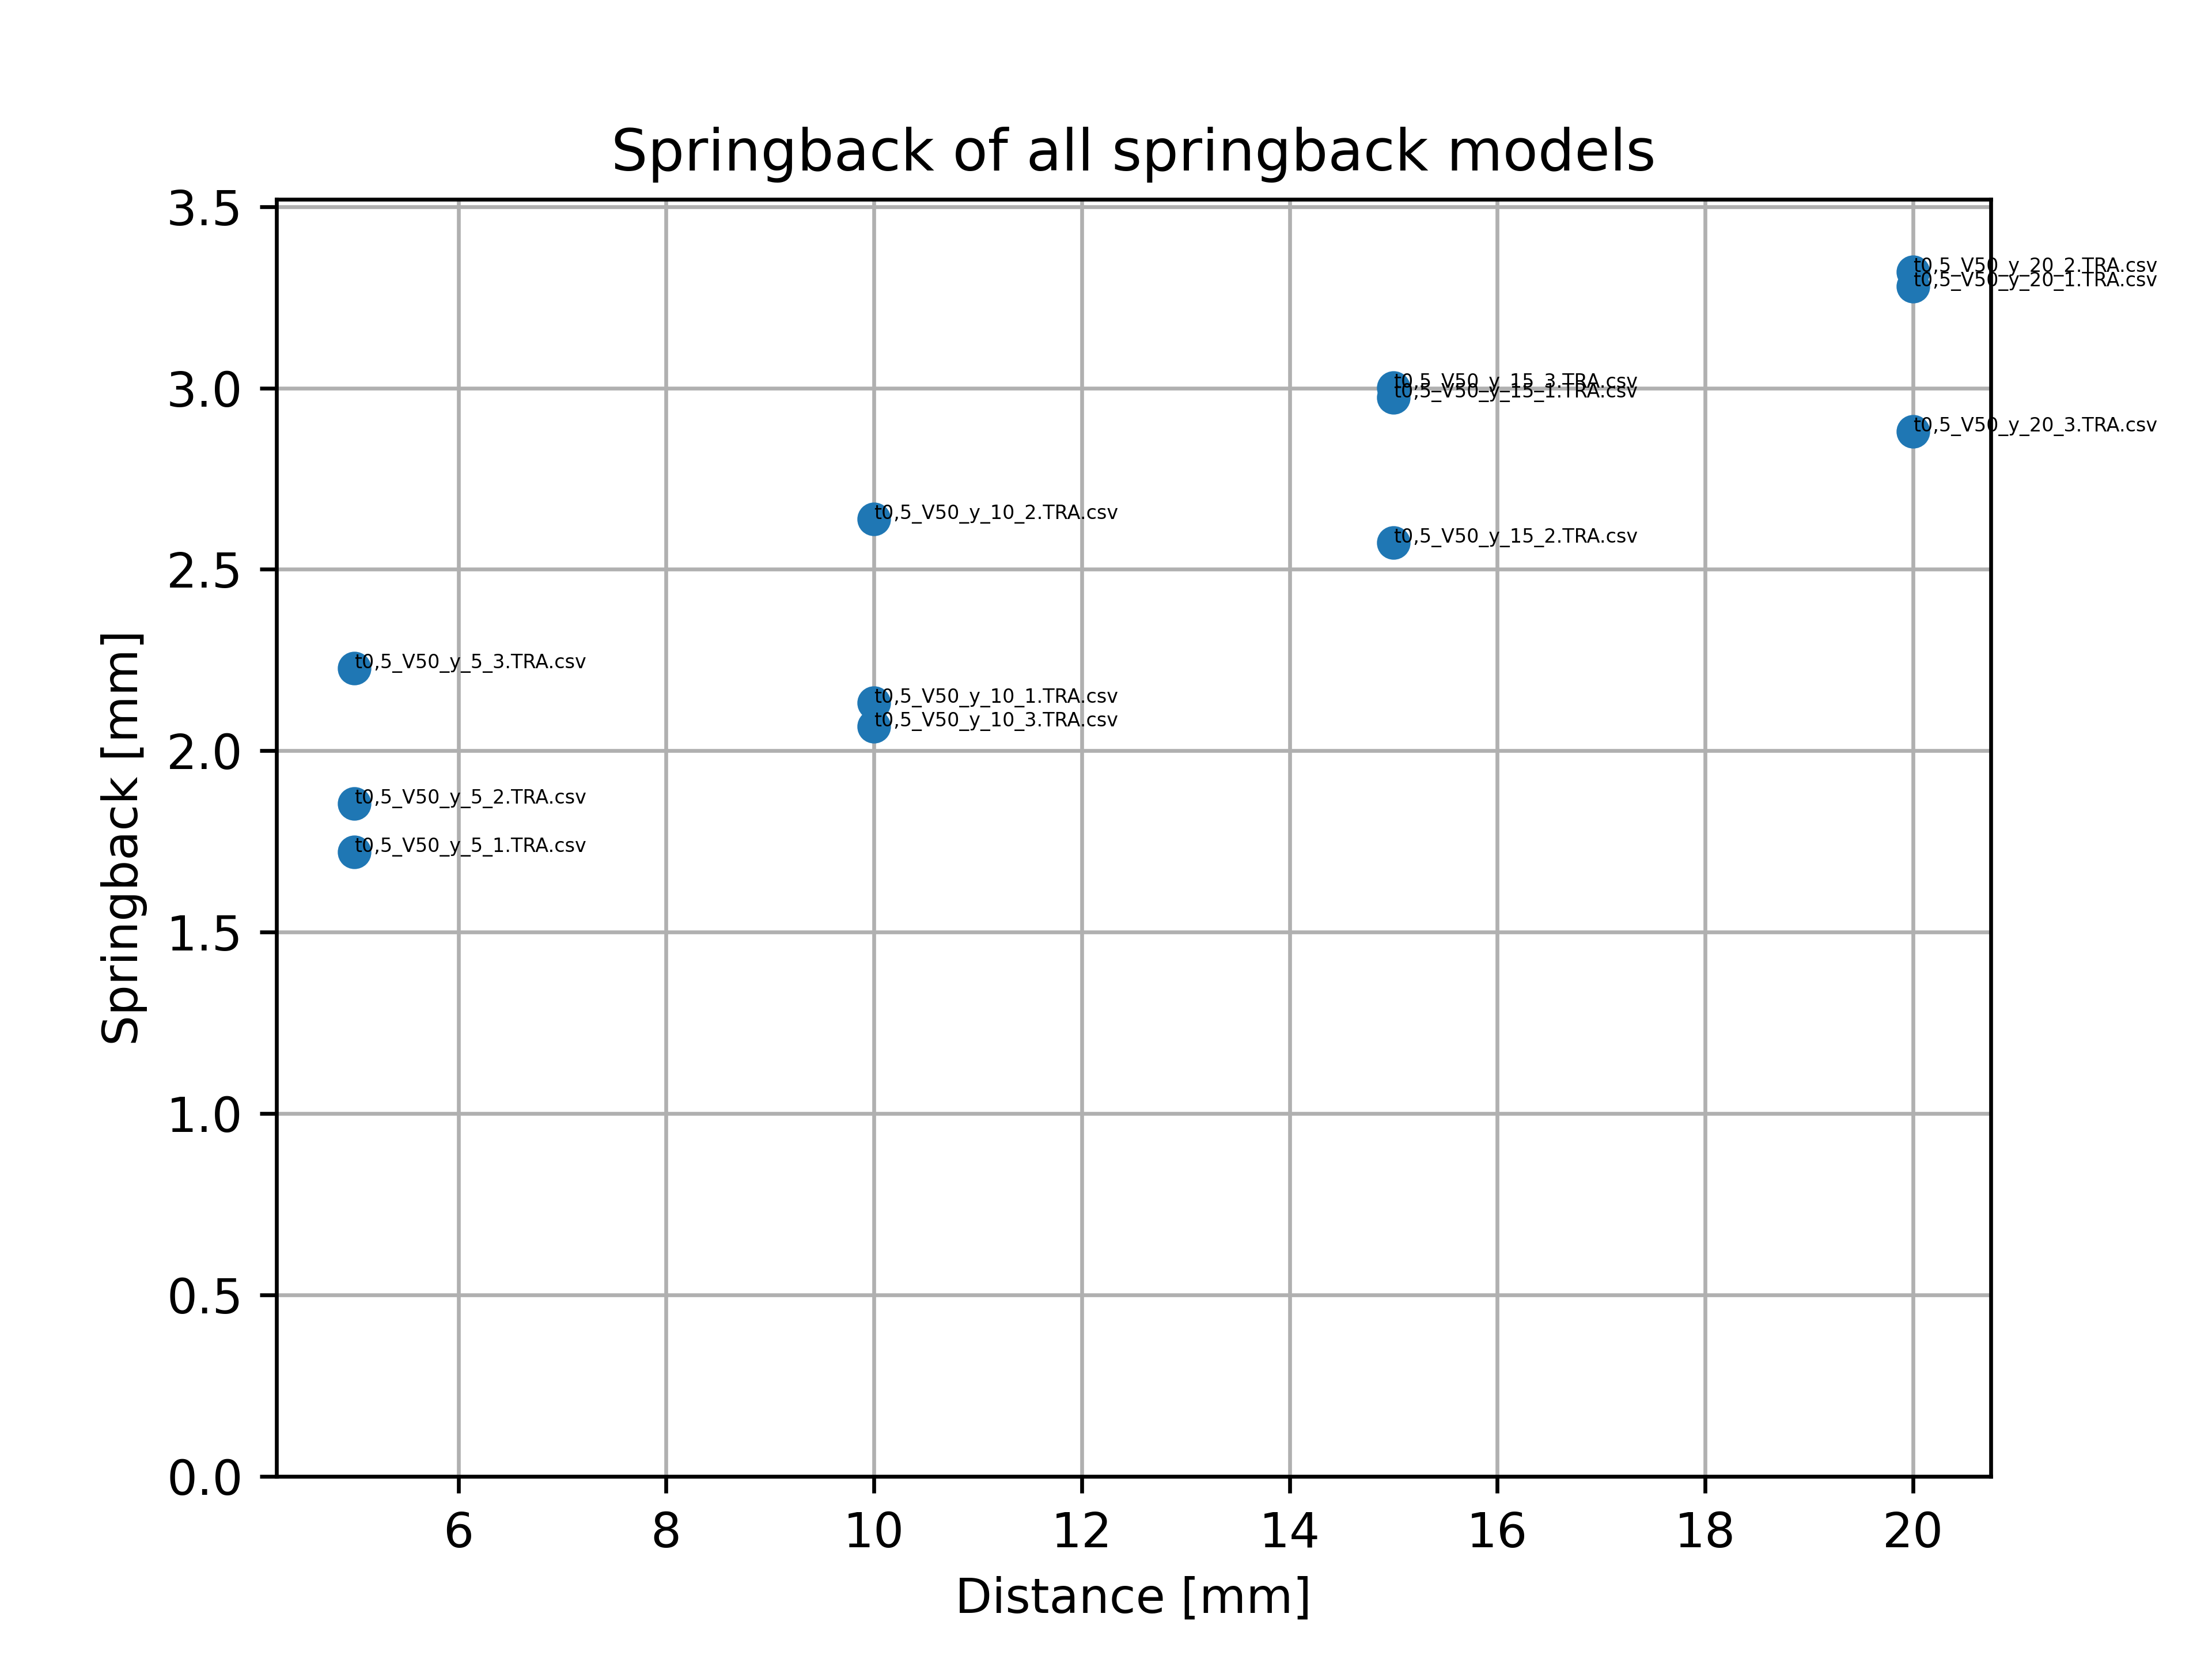 Springback of all springback models
3.5
3.0
2.5
2.0
1.5
1.0
0.5
0.0
Springback [mm]
t0,5_V50_y_20_2.TRA.csv
t0,5_V50_y_20_1.TRA.csv
t0,5_V50_y_15_3.TRA.csv
t0,5_V50_y_15_1.TRA.csv
t0,5_V50_y_20_3.TRA.csv
t0,5_V50_y_10_2.TRA.csv
t0,5_V50_y_15_2.TRA.csv
t0,5_V50_y_5_3.TRA.csv
t0,5_V50_y_10_1.TRA.csv
t0,5_V50_y_10_3.TRA.csv
t0,5_V50_y_5_2.TRA.csv
t0,5_V50_y_5_1.TRA.csv
6 8 10 12 14 16 18 20
Distance [mm]